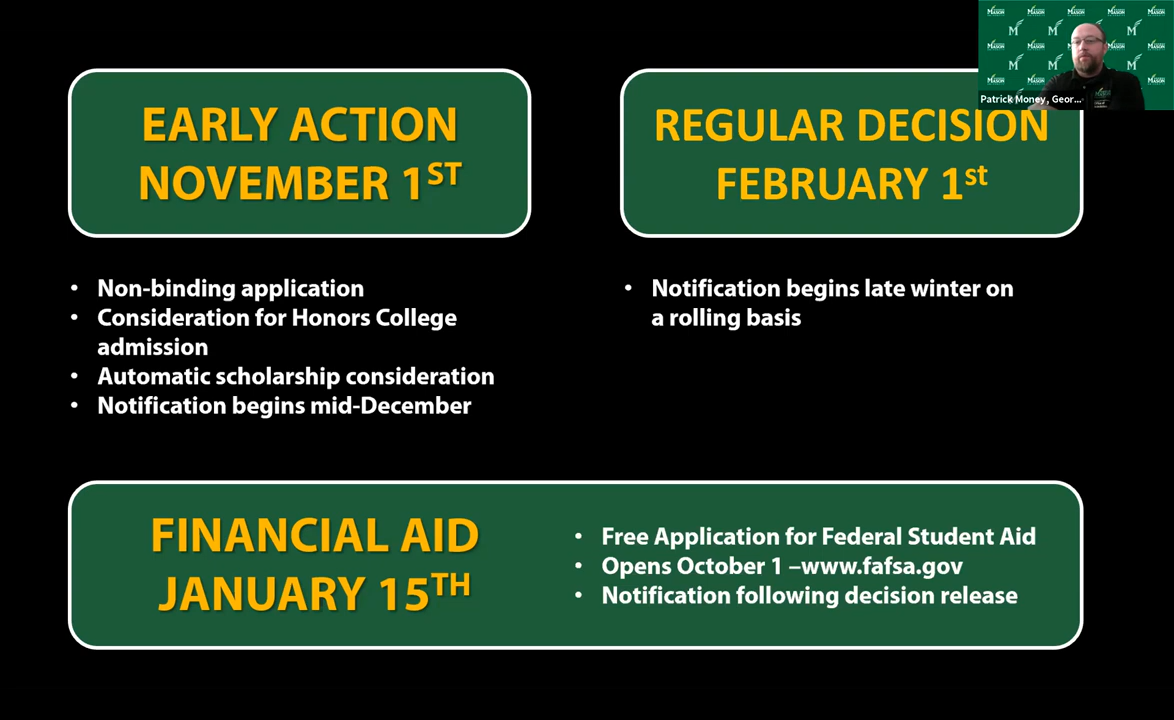 EARLY ACTION
NOVEMBER 1ST
REGULAR DECISION
FEBRUARY 1st
Patrick Money, Geor...
MASON
• Non-binding application
• Consideration for Honors College
admission
• Automatic scholarship consideration
• Notification begins mid-December
• Notification begins late winter on
a rolling basis
FINANCIAL AID
JANUARY 15TH
• Free Application for Federal Student Aid
• Opens October 1 –www.fafsa.gov
• Notification following decision release